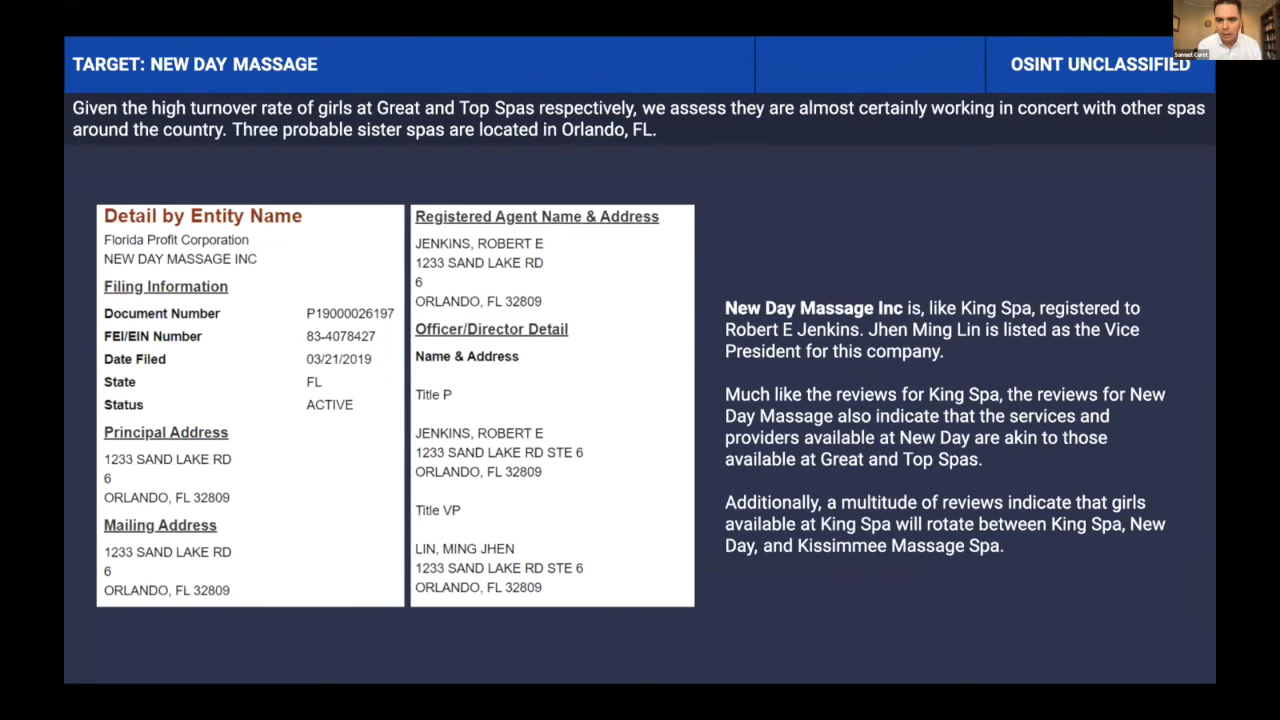 TARGET: NEW DAY MASSAGE
OSINT UNCLASSIFIED
Given the high turnover rate of girls at Great and Top Spas respectively, we assess they are almost certainly working in concert with other spas
around the country. Three probable sister spas are located in Orlando, FL.
Detail by Entity Name
Florida Profit Corporation
NEW DAY MASSAGE INC
Filing Information
Document Number P19000026197
FEI/EIN Number 83-4078427
Date Filed 03/21/2019
State FL
Status ACTIVE
Principal Address
1233 SAND LAKE RD
6
ORLANDO, FL 32809
Mailing Address
1233 SAND LAKE RD
6
ORLANDO, FL 32809
Registered Agent Name & Address
JENKINS, ROBERT E
1233 SAND LAKE RD
6
ORLANDO, FL 32809
Officer/Director Detail
Name & Address
Title P
JENKINS, ROBERT E
1233 SAND LAKE RD STE 6
ORLANDO, FL 32809
Title VP
LIN, MING JHEN
1233 SAND LAKE RD STE 6
ORLANDO, FL 32809
New Day Massage Inc is, like King Spa, registered to
Robert E Jenkins. Jhen Ming Lin is listed as the Vice
President for this company.
Much like the reviews for King Spa, the reviews for New
Day Massage also indicate that the services and
providers available at New Day are akin to those
available at Great and Top Spas.
Additionally, a multitude of reviews indicate that girls
available at King Spa will rotate between King Spa, New
Day, and Kissimmee Massage Spa.